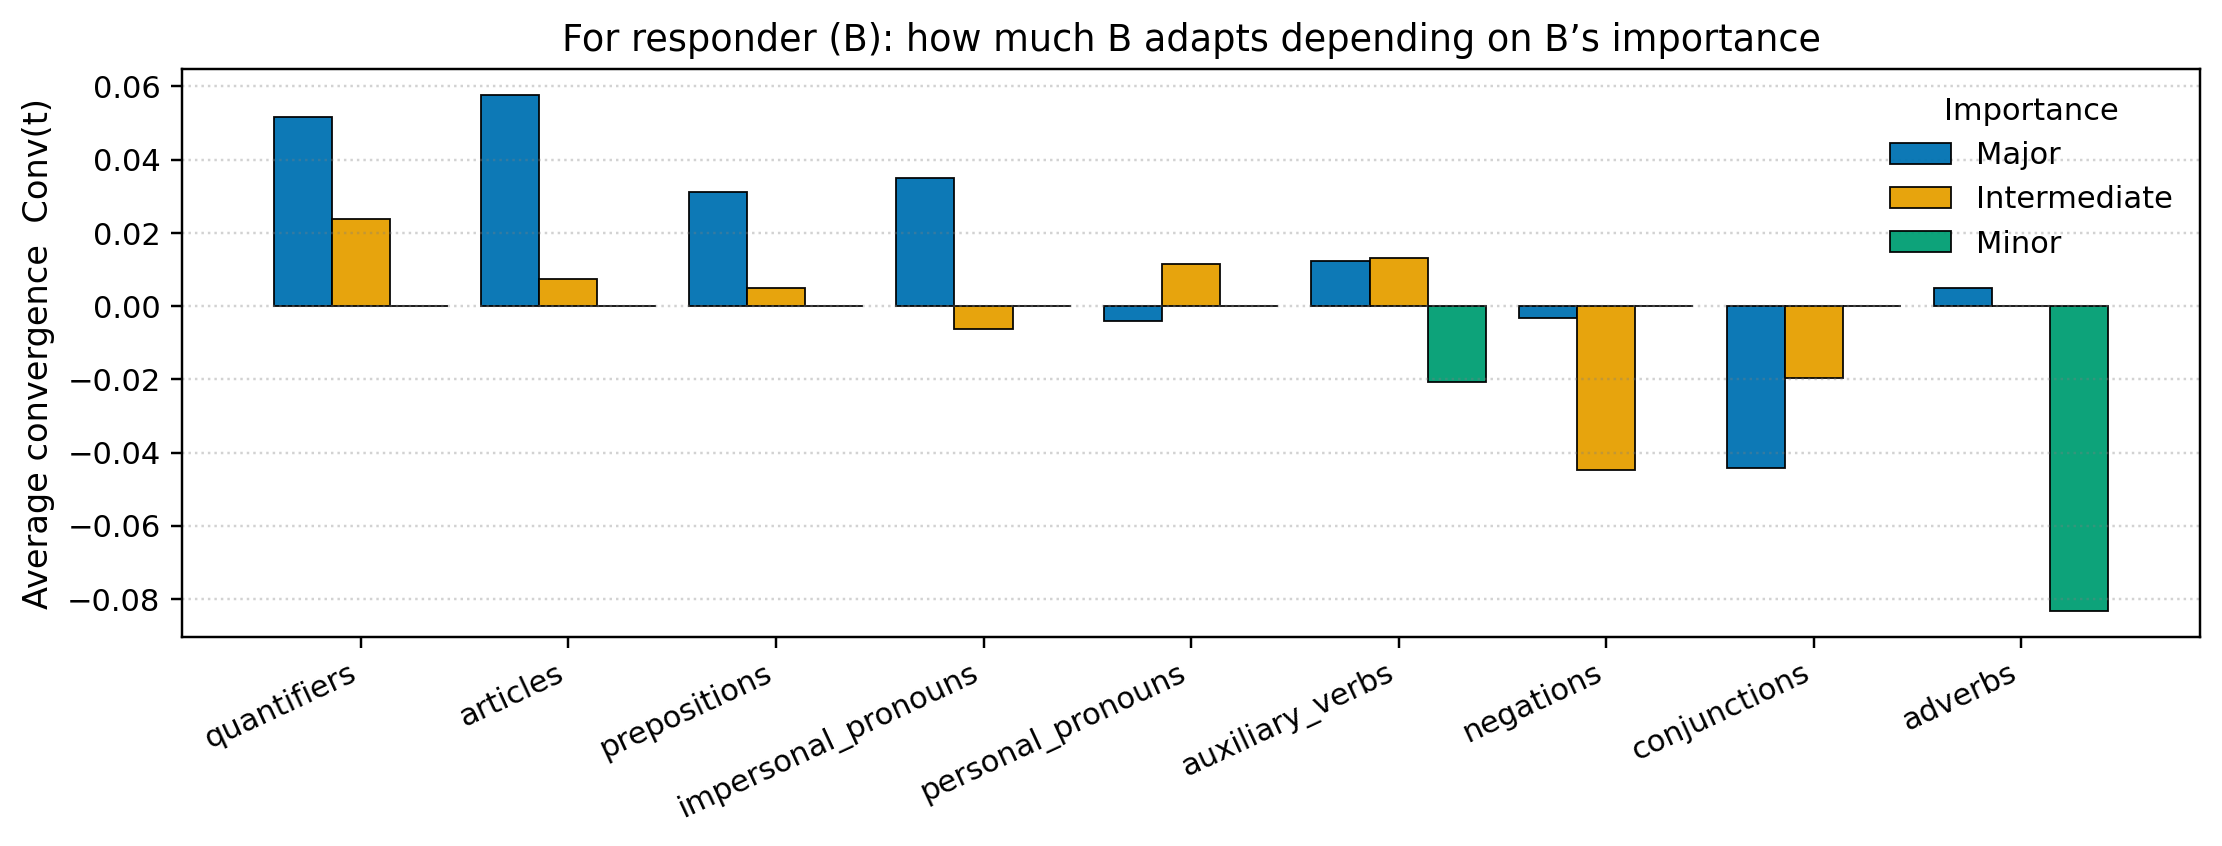 For responder (B): how much B adapts depending on B’s importance
Average convergence  Conv(t)
0.06
0.04
0.02
0.00
−0.02
−0.04
−0.06
−0.08
Importance
Major
Intermediate
Minor
quantifiers
articles
prepositions
impersonal_pronouns
personal_pronouns
auxiliary_verbs
negations
conjunctions
adverbs